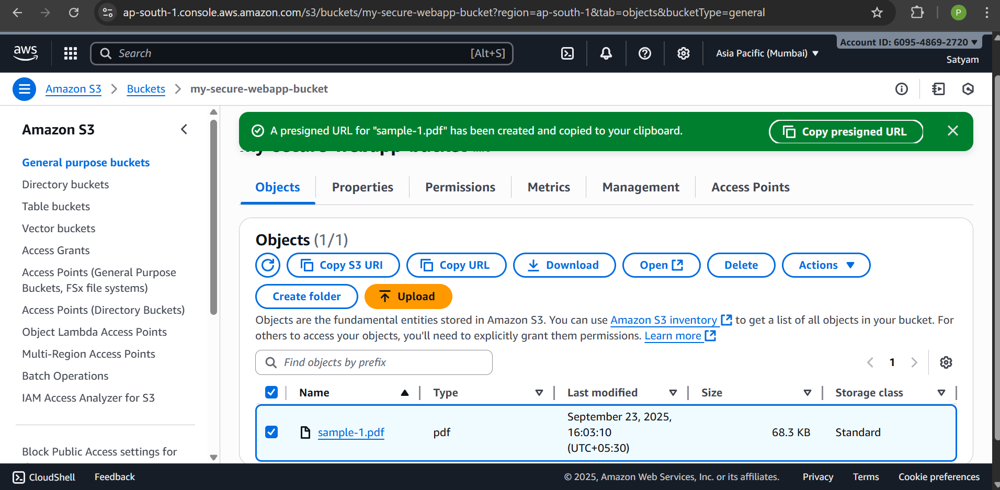 ap-south-1.console.aws.amazon.com/s3/buckets/my-secure-webapp-bucket?region=ap-south-1&tab=objects&bucketType=general
P
aws
Search
[Alt+S]
Asia Pacific (Mumbai) ▼
Account ID: 6095-4869-2720 ▼
Satyam
Amazon S3 > Buckets > my-secure-webapp-bucket
Amazon S3
General purpose buckets
Directory buckets
Table buckets
Vector buckets
Access Grants
Access Points (General Purpose
Buckets, FSx file systems)
Access Points (Directory Buckets)
Object Lambda Access Points
Multi-Region Access Points
Batch Operations
IAM Access Analyzer for S3
Block Public Access settings for
A presigned URL for "sample-1.pdf" has been created and copied to your clipboard.
Copy presigned URL
my-secure-webapp-bucket
Objects
Properties
Permissions
Metrics
Management
Access Points
Objects (1/1)
Copy S3 URI
Copy URL
Download
Open
Delete
Actions
Create folder
Upload
Objects are the fundamental entities stored in Amazon S3. You can use Amazon S3 inventory to get a list of all objects in your bucket. For
others to access your objects, you'll need to explicitly grant them permissions. Learn more
Find objects by prefix
1
Name
Type
Last modified
Size
Storage class
sample-1.pdf
pdf
September 23, 2025,
16:03:10
(UTC+05:30)
68.3 KB
Standard
CloudShell
Feedback
© 2025, Amazon Web Services, Inc. or its affiliates.
Privacy
Terms
Cookie preferences